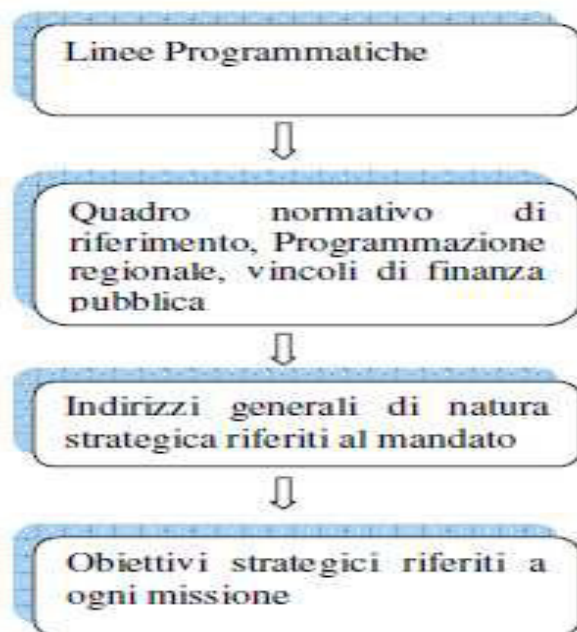 Linee Programmatiche
Quadro normativo di
riferimento, Programmazione
regionale, vincoli di finanza
pubblica
Indirizzi generali di natura
strategica riferiti al mandato
Obiettivi strategici riferiti a
ogni missione